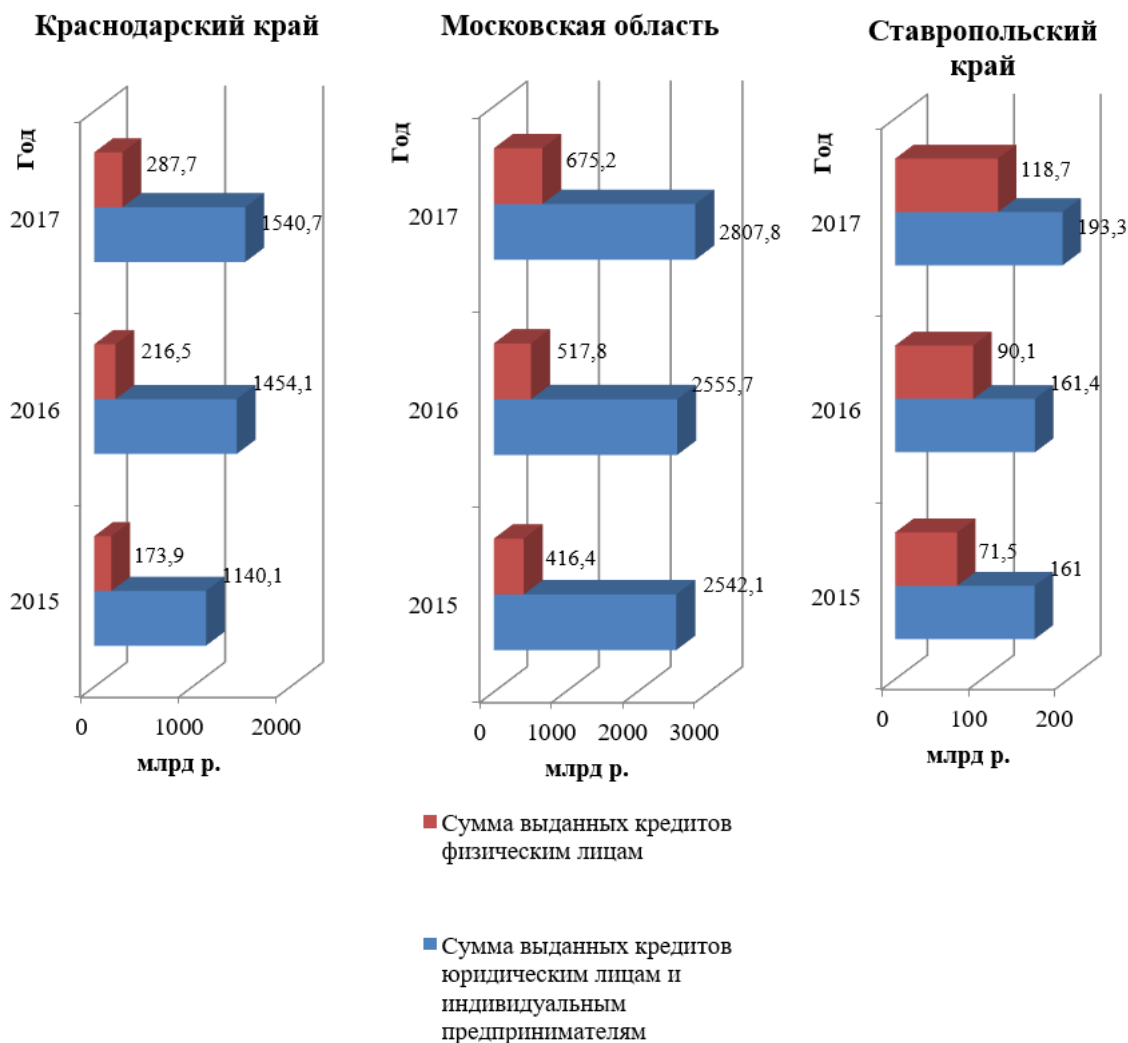 Краснодарский край
Год
2017
287,7
1540,7
2016
216,5
1454,1
2015
173,9
1140,1
0 1000 2000
млрд р.
Московская область
Год
2017
675,2
2807,8
2016
517,8
2555,7
2015
416,4
2542,1
0 1000 2000 3000
млрд р.
Ставропольский
край
Год
2017
118,7
193,3
2016
90,1
161,4
2015
71,5
161
0 100 200
млрд р.
Сумма выданных кредитов
физическим лицам
Сумма выданных кредитов
юридическим лицам и
индивидуальным
предпринимателям